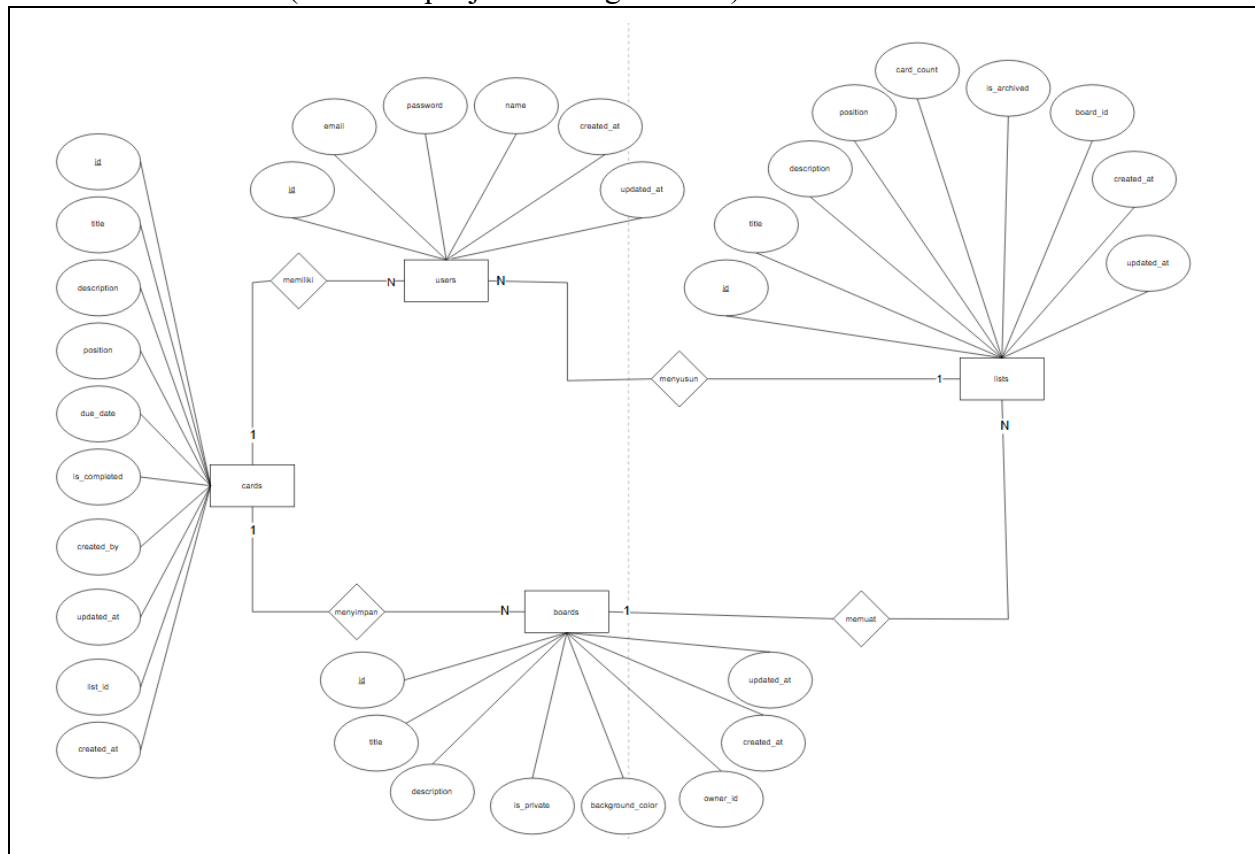 id
title
description
position
due_date
is_completed
created_by
updated_at
list_id
created_at
id
email
password
name
created_at
updated_at
memiliki
N
users
N
1
cards
1
menyusun
1
lists
N
id
title
description
position
card_count
is_archived
board_id
created_at
updated_at
menyimpan
N
boards
1
memuat
id
title
description
is_private
background_color
owner_id
created_at
updated_at